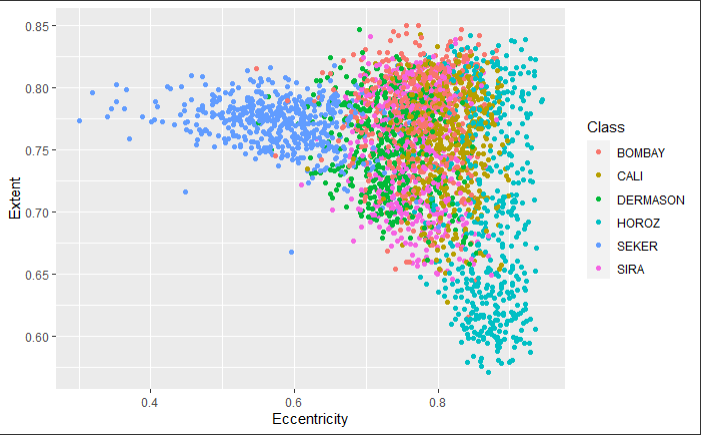 0.85
0.80
0.75
0.70
0.65
0.60
Extent
0.4
0.6
0.8
Eccentricity
Class
BOMBAY
CALI
DERMASON
HOROZ
SEKER
SIRA